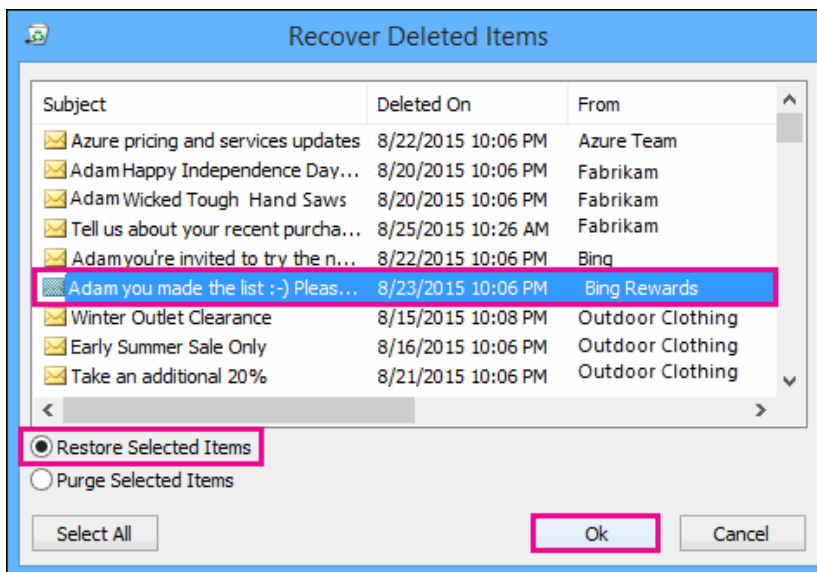 Recover Deleted Items
Subject Deleted On From
Azure pricing and services updates 8/22/2015 10:06 PM Azure Team
Adam Happy Independence Day... 8/20/2015 10:06 PM Fabrikam
Adam Wicked Tough Hand Saws 8/20/2015 10:06 PM Fabrikam
Tell us about your recent purcha... 8/25/2015 10:26 AM Fabrikam
Adam you're invited to try the n... 8/22/2015 10:06 PM Bing
Adam you made the list :-) Pleas... 8/23/2015 10:06 PM Bing Rewards
Winter Outlet Clearance 8/15/2015 10:08 PM Outdoor Clothing
Early Summer Sale Only 8/16/2015 10:06 PM Outdoor Clothing
Take an additional 20% 8/21/2015 10:06 PM Outdoor Clothing
Restore Selected Items
Purge Selected Items
Select All Ok Cancel